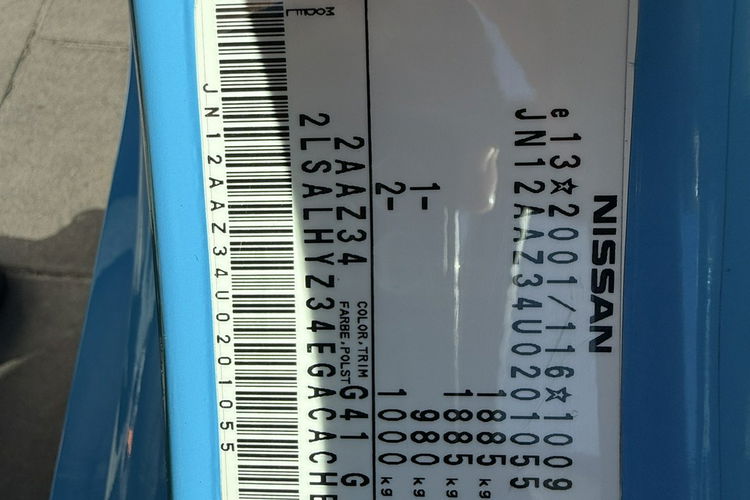 NISSAN
e13☆2001/116☆1009
JN12AAZ34U0201055
1885 kg
1885 kg
1- 980 kg
2- 1000 kg
COLOR,TRIM
FARBE,POLST
2AAZ34 G41 G
2LSALHYZ34EGACACH
JN12AAZ34U0201055